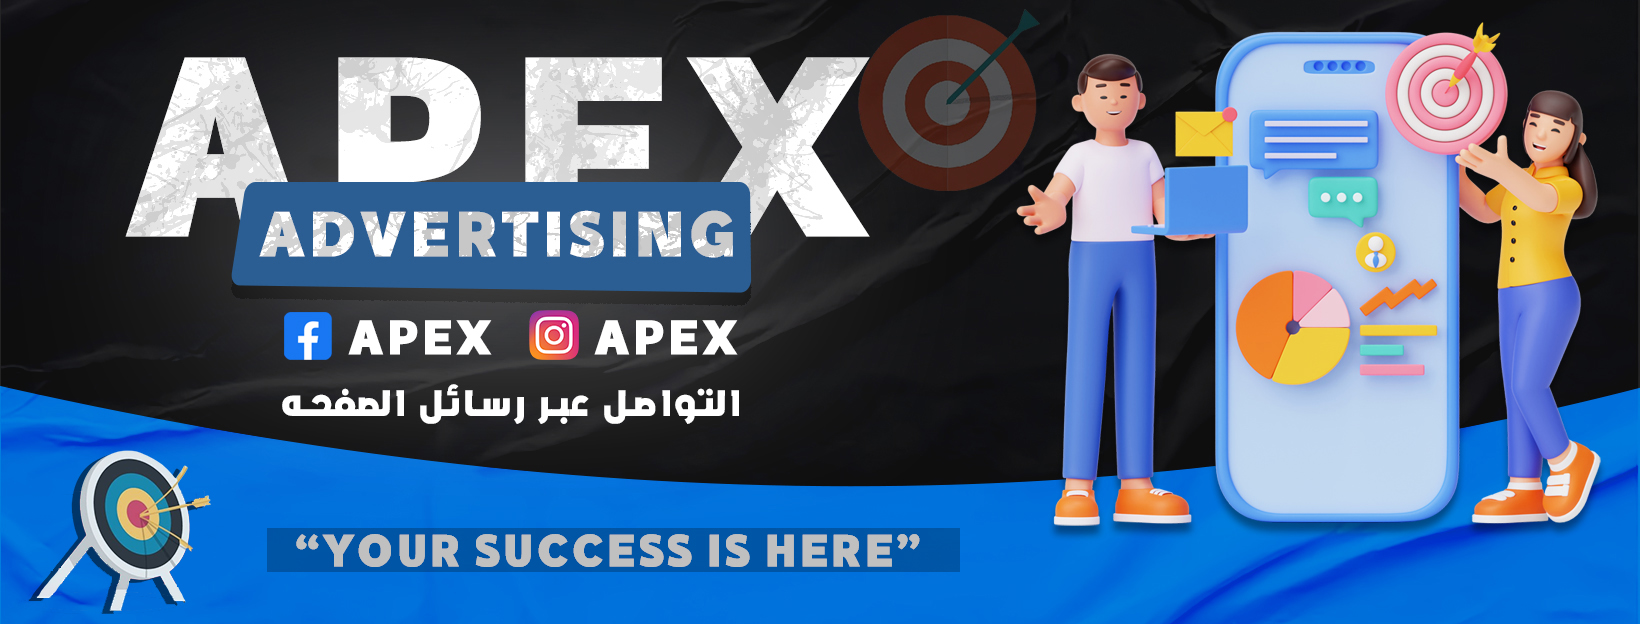 APEX
ADVERTISING
APEX APEX
التواصل عبر رسائل الصفحه
“YOUR SUCCESS IS HERE”